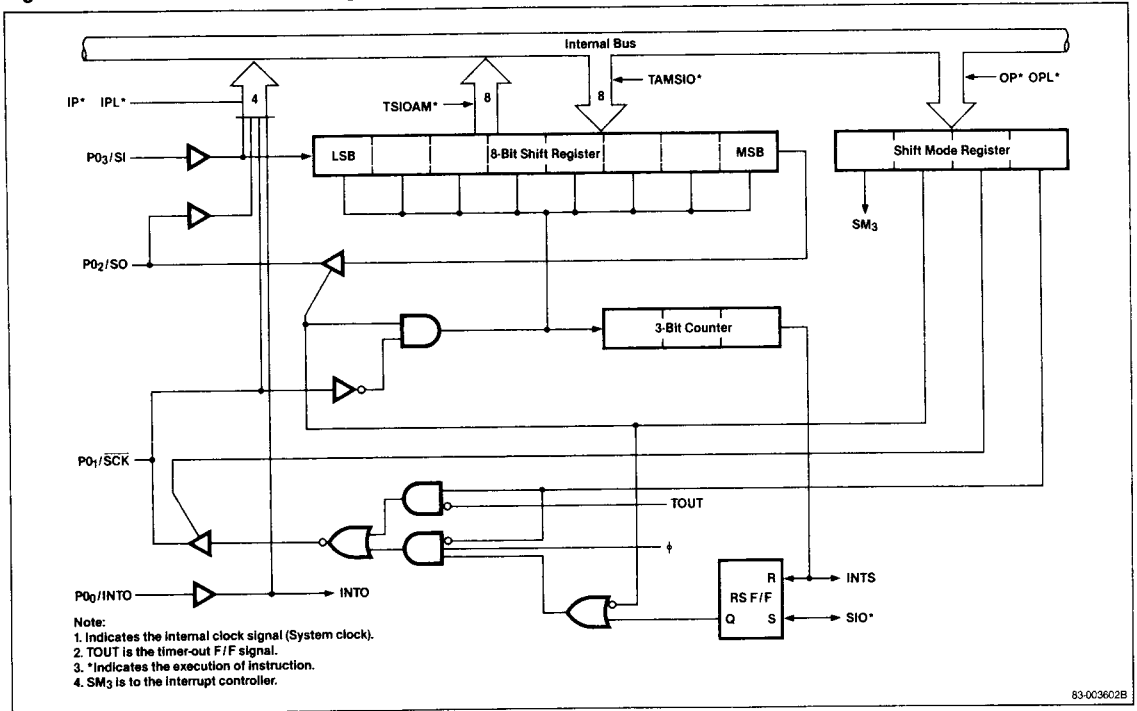 Internal Bus
IP* IPL*
4
TSIOAM*
8
8
TAMSIO*
OP* OPL*
P0₃/SI
LSB
8-Bit Shift Register
MSB
Shift Mode Register
SM₃
P0₂/SO
3-Bit Counter
P0₁/S̅C̅K̅
TOUT
ϕ
P0₀/INTO
INTO
R
RS F/F
Q
S
INTS
SIO*
Note:
1. Indicates the internal clock signal (System clock).
2. TOUT is the timer-out F/F signal.
3. *Indicates the execution of instruction.
4. SM₃ is to the interrupt controller.
83-003602B